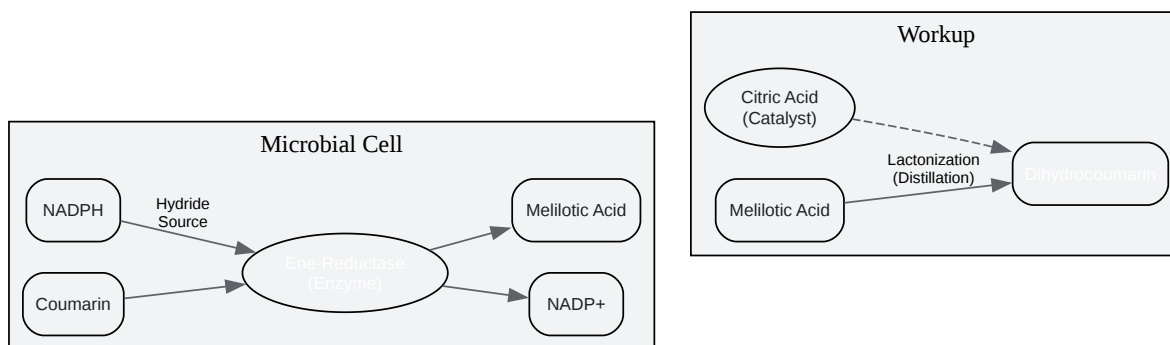 Microbial Cell
NADPH
Hydride
Source
Coumarin
Ene-Reductase
(Enzyme)
Melilotic Acid
NADP+
Workup
Citric Acid
(Catalyst)
Melilotic Acid
Lactonization
(Distillation)
Dihydrocoumarin